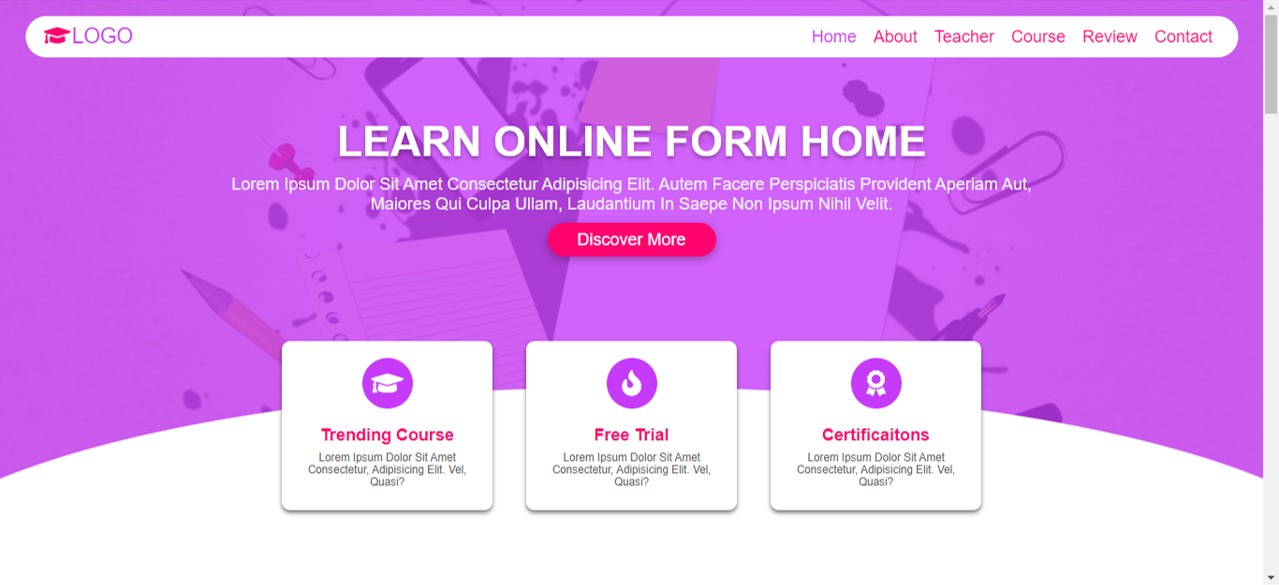 LOGO
Home About Teacher Course Review Contact
LEARN ONLINE FORM HOME
Lorem Ipsum Dolor Sit Amet Consectetur Adipisicing Elit. Autem Facere Perspiciatis Provident Aperiam Aut,
Maiores Qui Culpa Ullam, Laudantium In Saepe Non Ipsum Nihil Velit.
Discover More
Trending Course
Lorem Ipsum Dolor Sit Amet
Consectetur, Adipisicing Elit. Vel,
Quasi?
Free Trial
Lorem Ipsum Dolor Sit Amet
Consectetur, Adipisicing Elit. Vel,
Quasi?
Certificaitons
Lorem Ipsum Dolor Sit Amet
Consectetur, Adipisicing Elit. Vel,
Quasi?